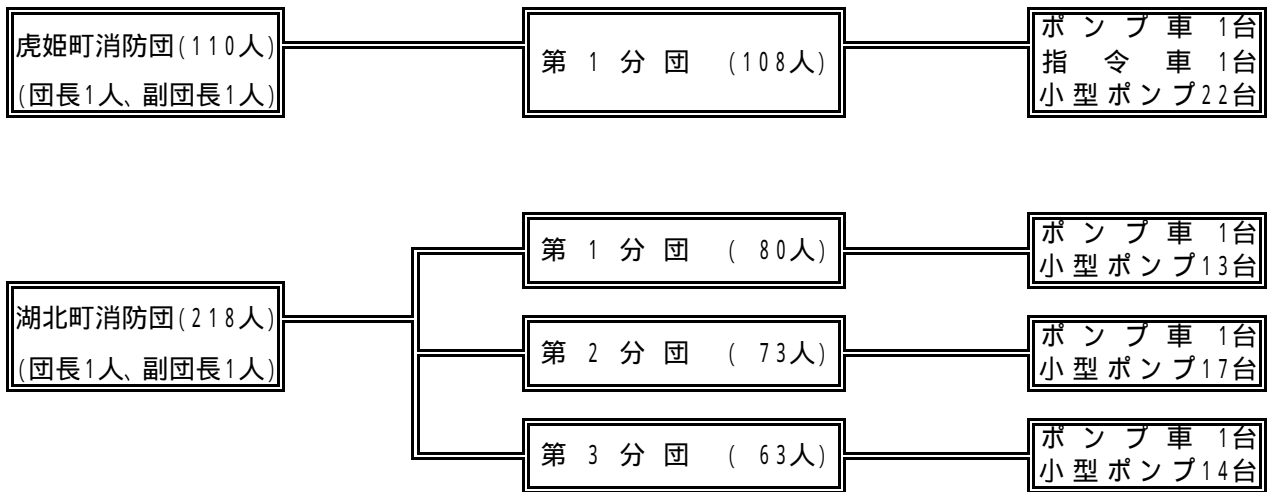 虎姫町消防団(110人)
(団長1人、副団長1人)
第1分団 (108人)
ポンプ車 1台
指令車 1台
小型ポンプ22台
湖北町消防団(218人)
(団長1人、副団長1人)
第1分団 ( 80人)
ポンプ車 1台
小型ポンプ13台
第2分団 ( 73人)
ポンプ車 1台
小型ポンプ17台
第3分団 ( 63人)
ポンプ車 1台
小型ポンプ14台